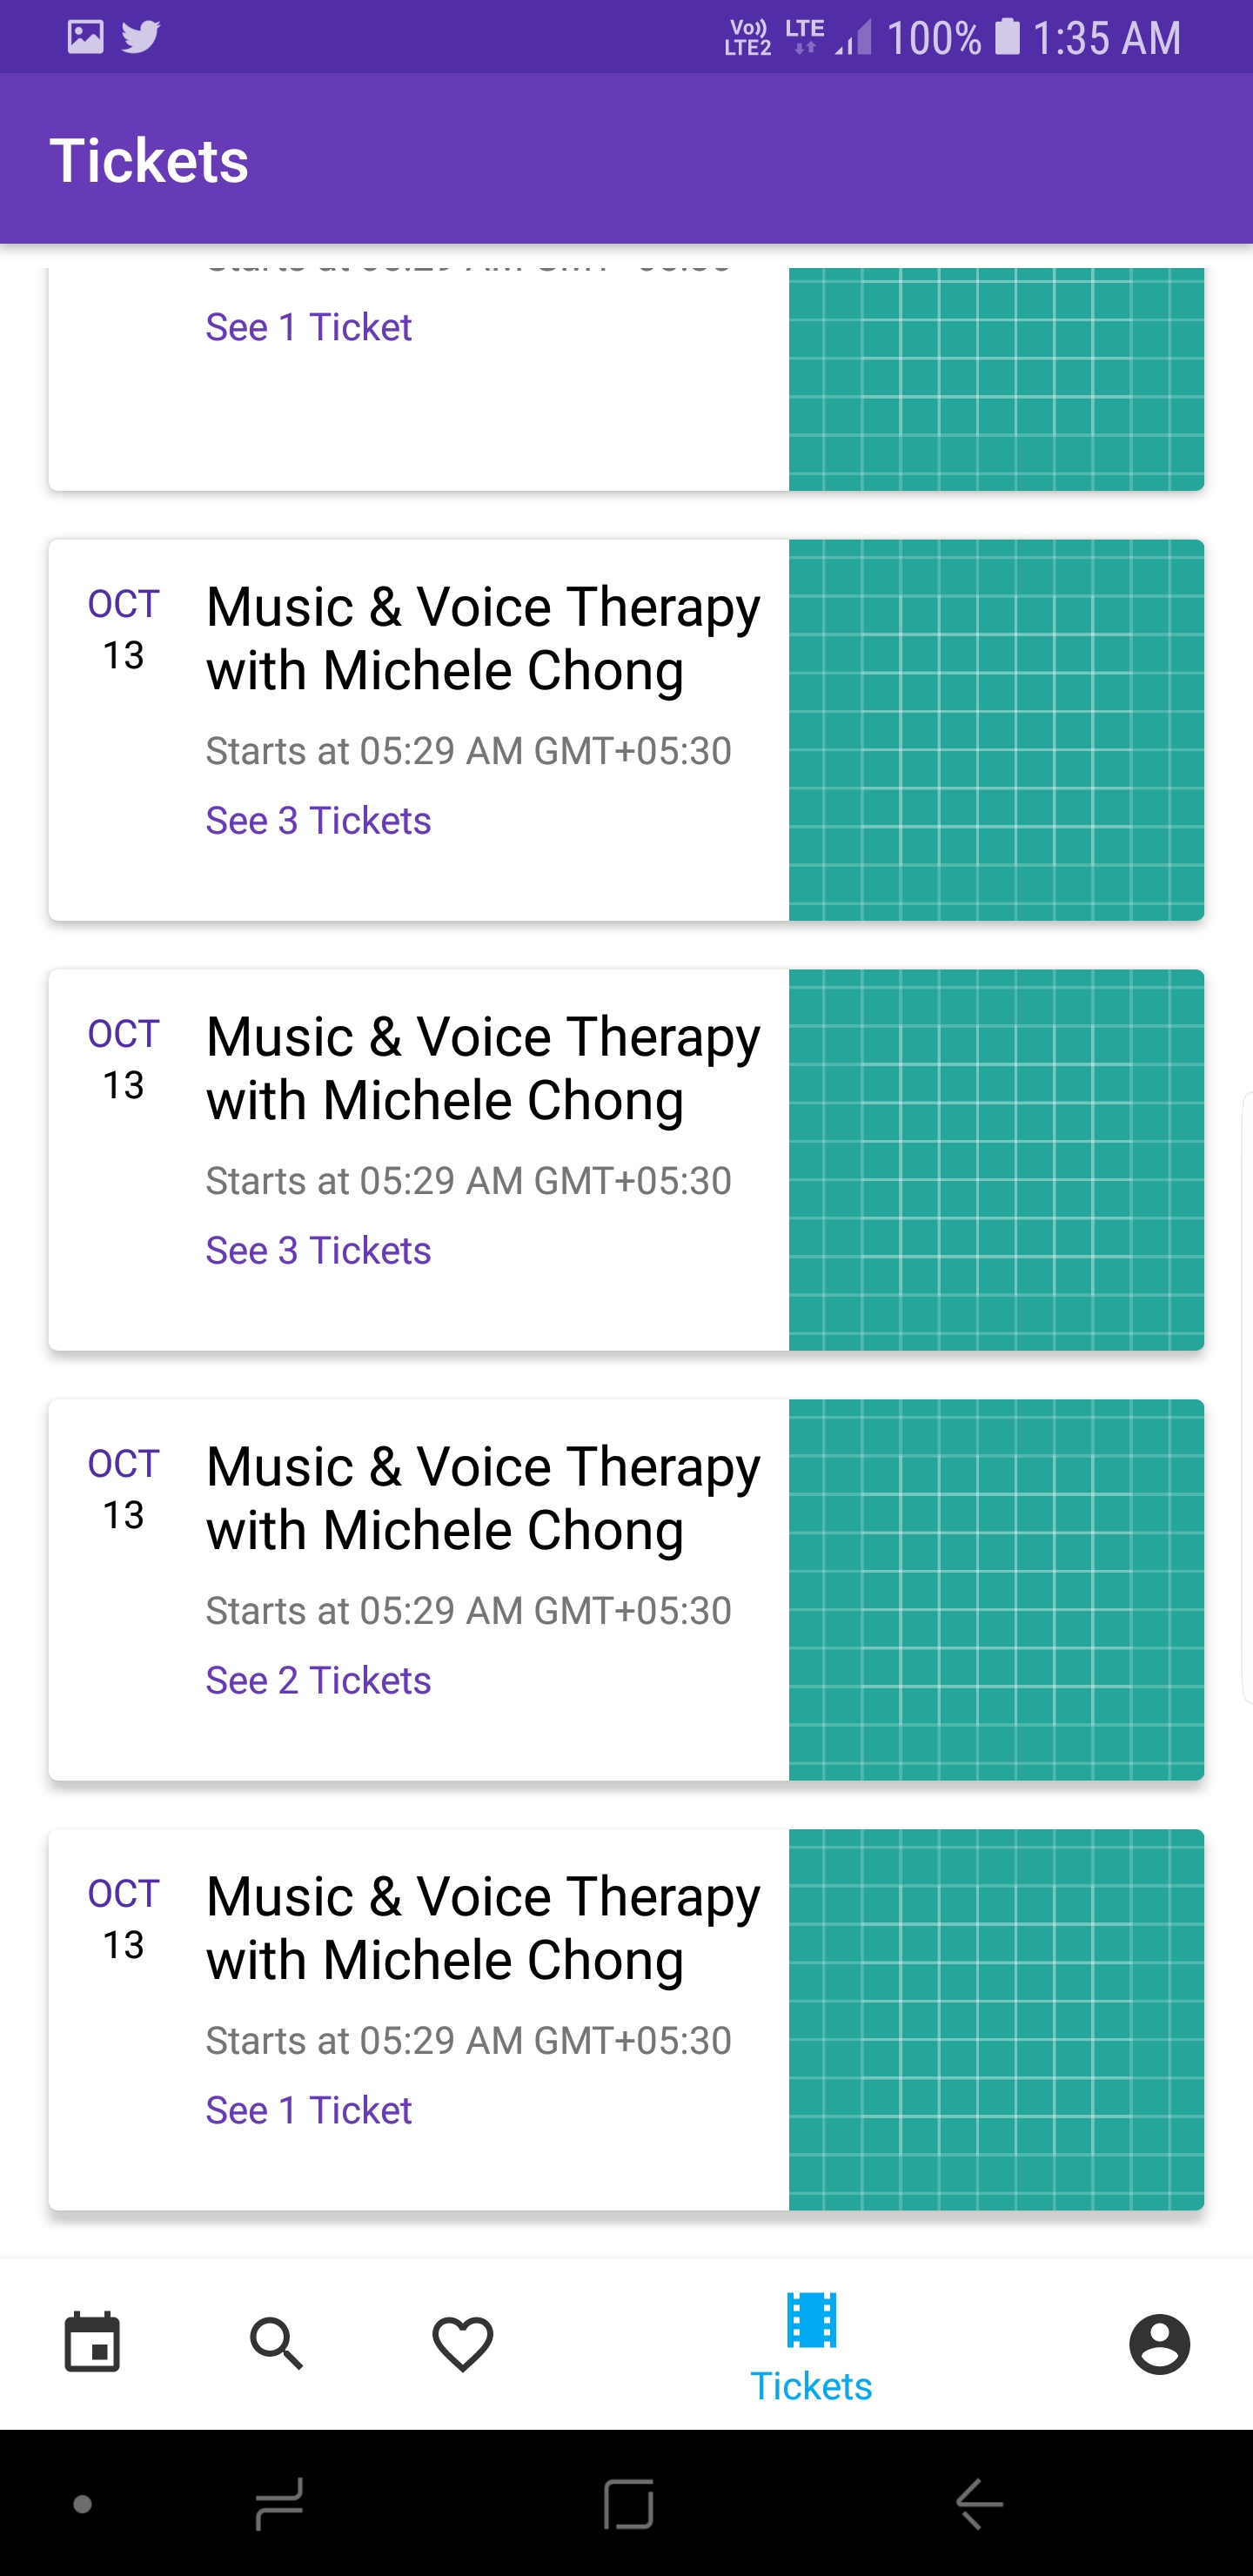 Vo)) LTE2 LTE 100% 1:35 AM
Tickets
See 1 Ticket
OCT
13
Music & Voice Therapy
with Michele Chong
Starts at 05:29 AM GMT+05:30
See 3 Tickets
OCT
13
Music & Voice Therapy
with Michele Chong
Starts at 05:29 AM GMT+05:30
See 3 Tickets
OCT
13
Music & Voice Therapy
with Michele Chong
Starts at 05:29 AM GMT+05:30
See 2 Tickets
OCT
13
Music & Voice Therapy
with Michele Chong
Starts at 05:29 AM GMT+05:30
See 1 Ticket
Tickets